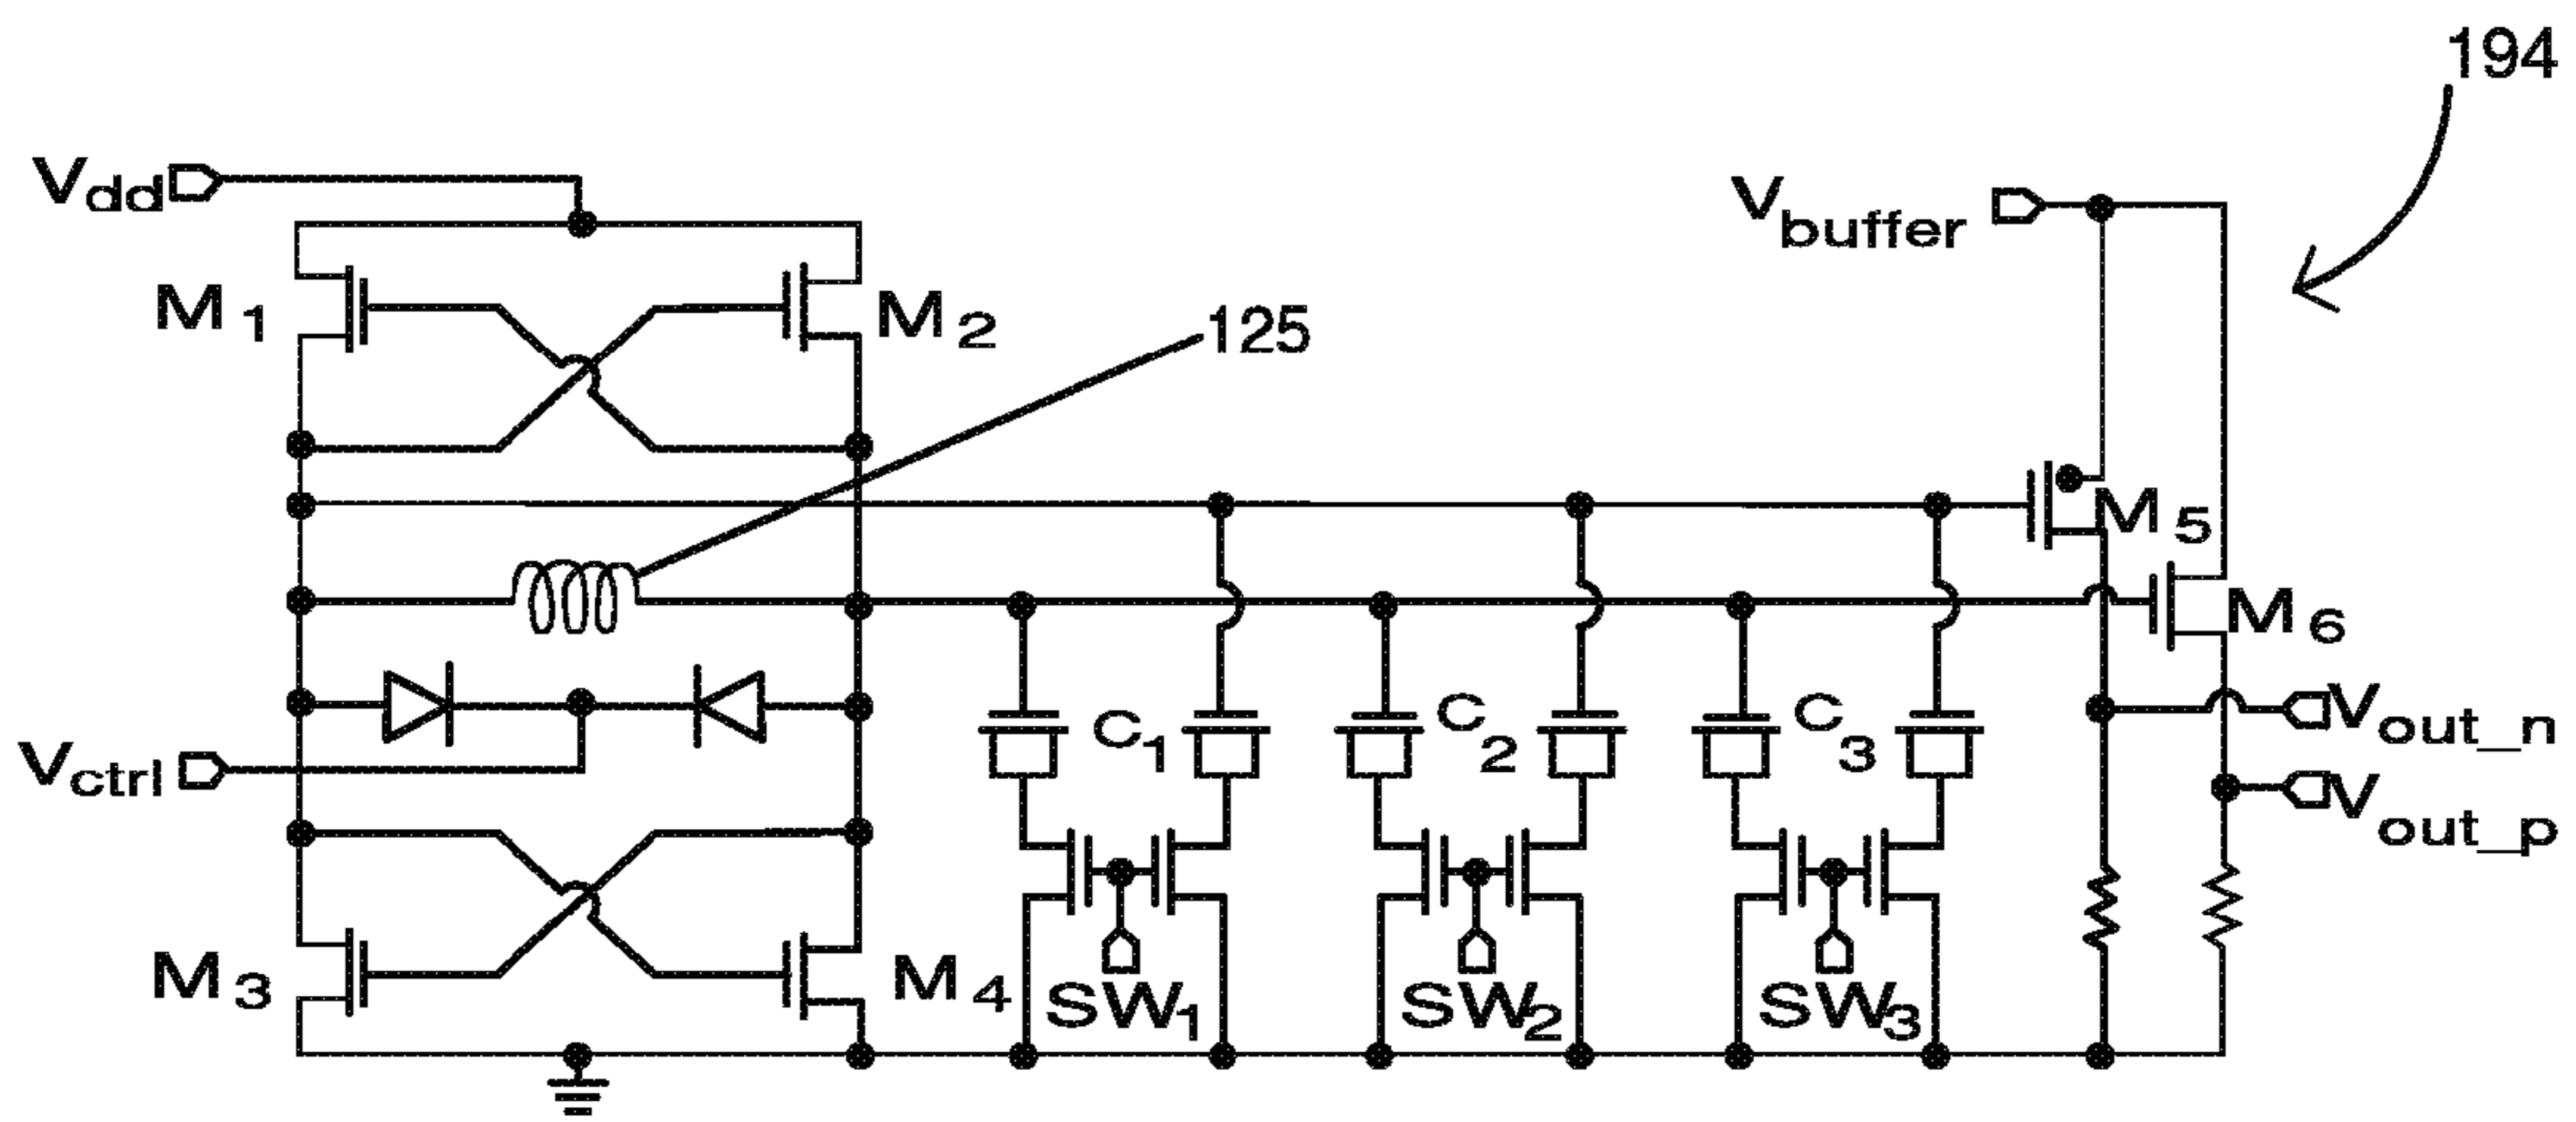 194
Vdd
Vbuffer
M1
M2
125
M5
M6
C1
C2
C3
Vout_n
Vctrl
Vout_p
M3
M4
SW1
SW2
SW3